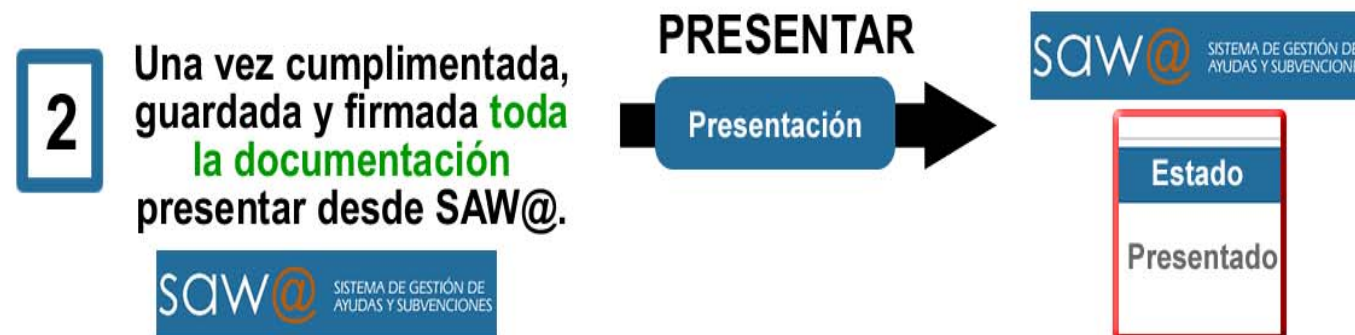 2
Una vez cumplimentada,
guardada y firmada toda
la documentación
presentar desde SAW@.
saw@
SISTEMA DE GESTIÓN DE
AYUDAS Y SUBVENCIONES
PRESENTAR
Presentación
saw@
SISTEMA DE GESTIÓN DE
AYUDAS Y SUBVENCIONE
Estado
Presentado